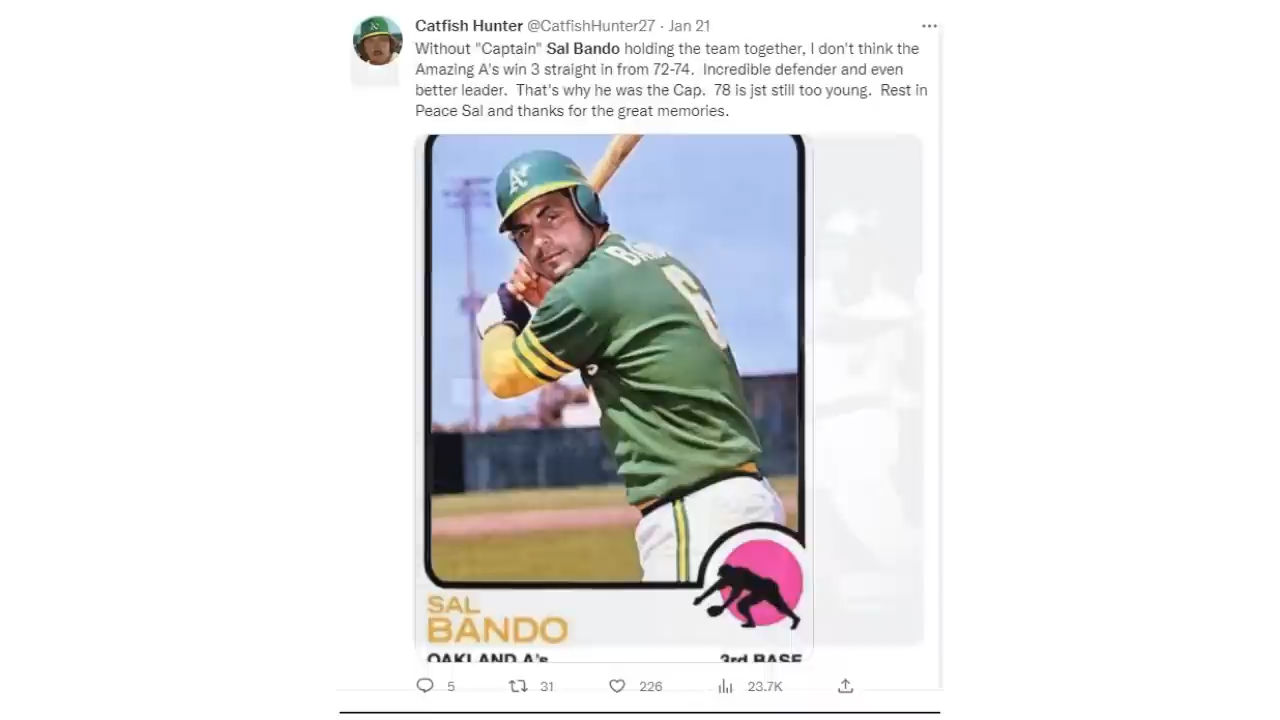 Catfish Hunter @CatfishHunter27 · Jan 21 ...
Without "Captain" Sal Bando holding the team together, I don't think the
Amazing A's win 3 straight in from 72-74. Incredible defender and even
better leader. That's why he was the Cap. 78 is jst still too young. Rest in
Peace Sal and thanks for the great memories.
A's
6
SAL
BANDO
OAKLAND A's 3rd BASE
5 31 226 23.7K